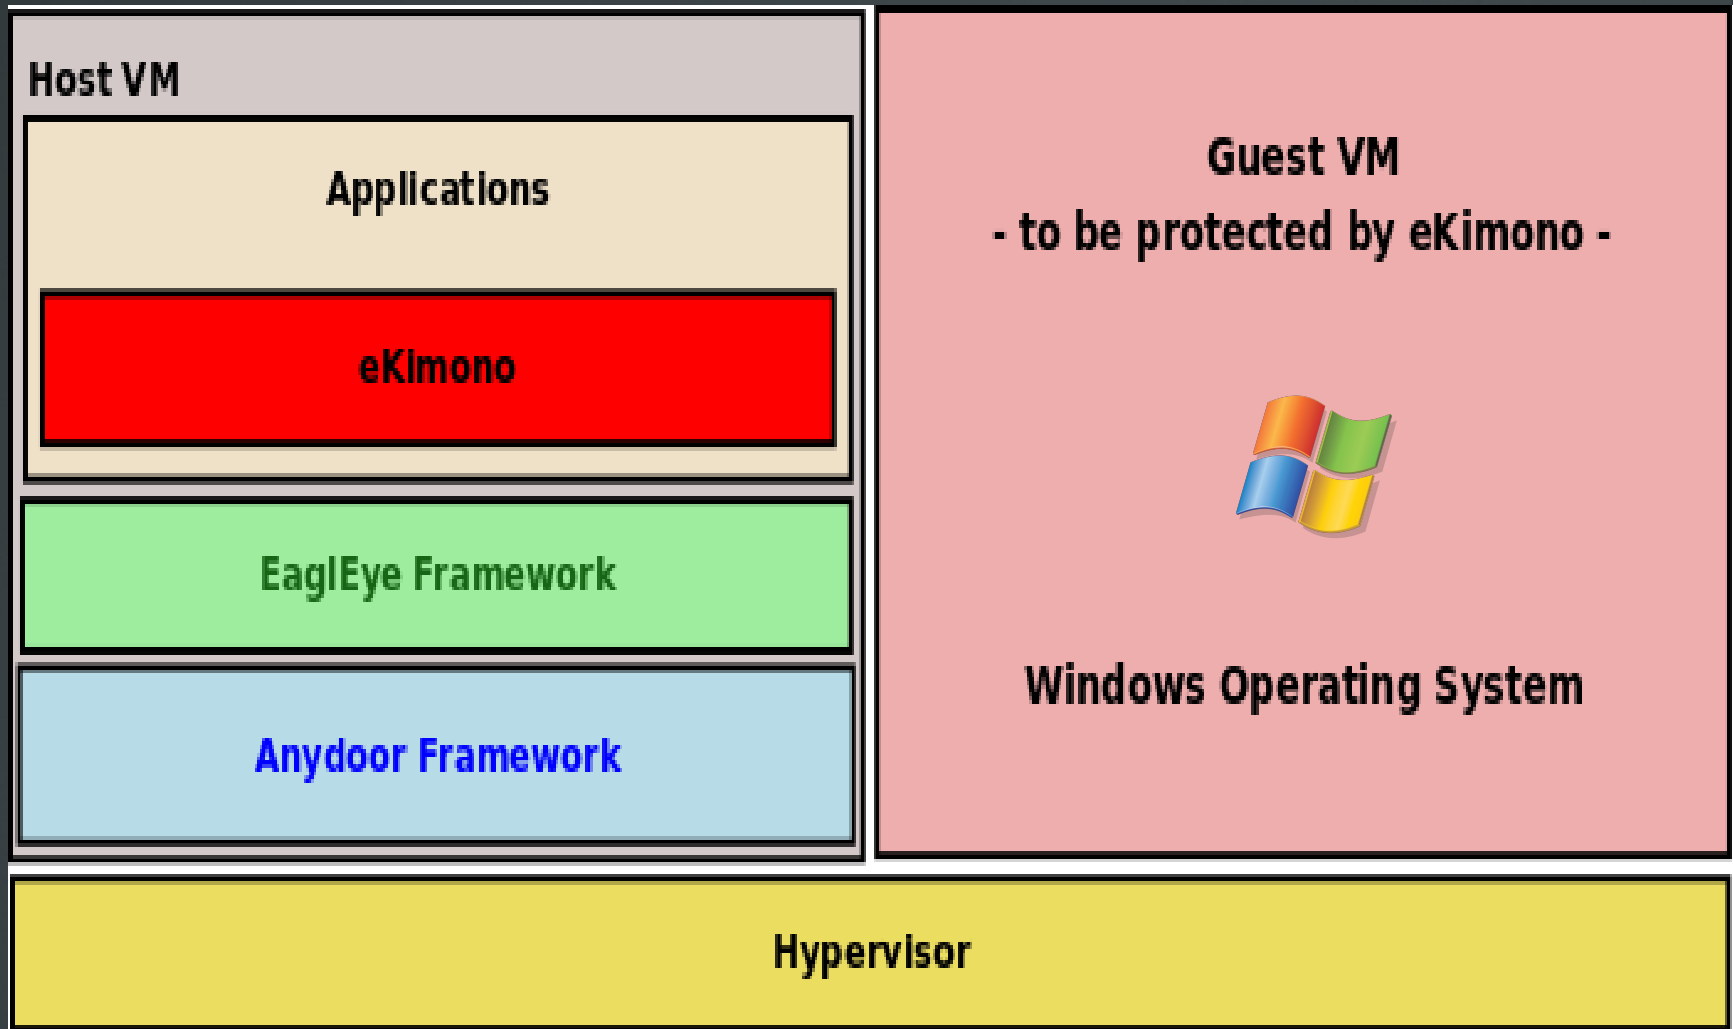 Host VM
Applications
eKimono
EaglEye Framework
Anydoor Framework
Guest VM
- to be protected by eKimono -
Windows Operating System
Hypervisor